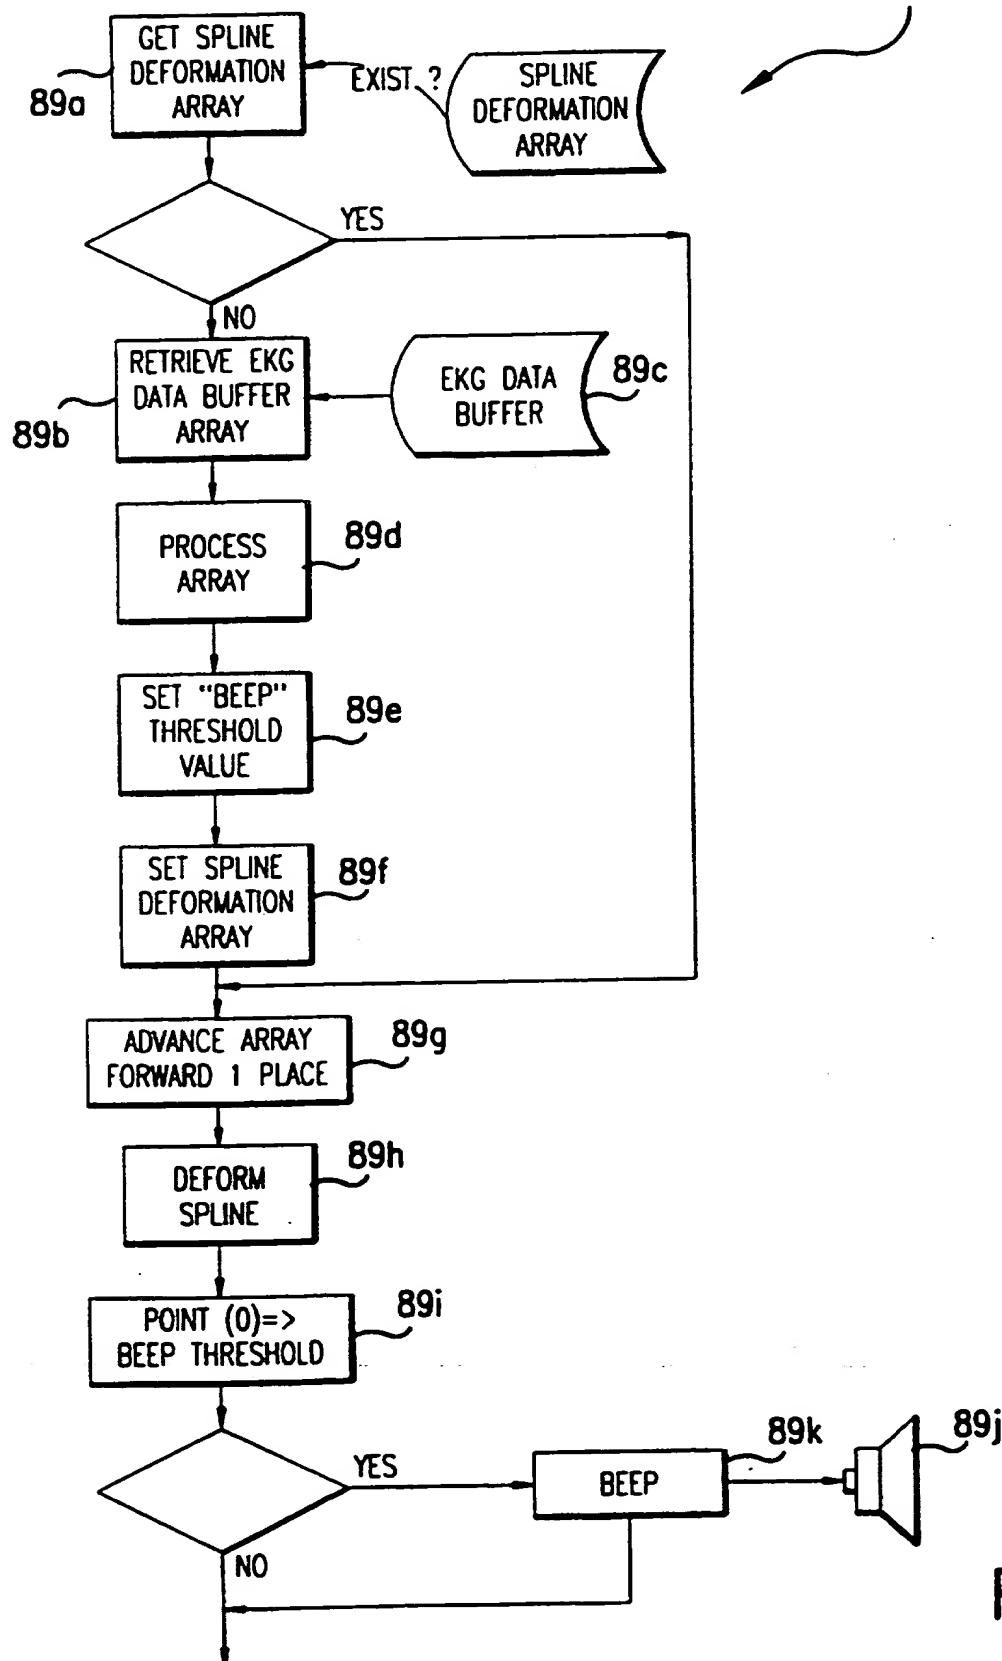 GET SPLINE
DEFORMATION
ARRAY
89a
EXIST ?
SPLINE
DEFORMATION
ARRAY
YES
NO
RETRIEVE EKG
DATA BUFFER
ARRAY
89b
EKG DATA
BUFFER
89c
PROCESS
ARRAY
89d
SET "BEEP"
THRESHOLD
VALUE
89e
SET SPLINE
DEFORMATION
ARRAY
89f
ADVANCE ARRAY
FORWARD 1 PLACE
89g
DEFORM
SPLINE
89h
POINT (0)=>
BEEP THRESHOLD
89i
YES
BEEP
89k
89j
NO